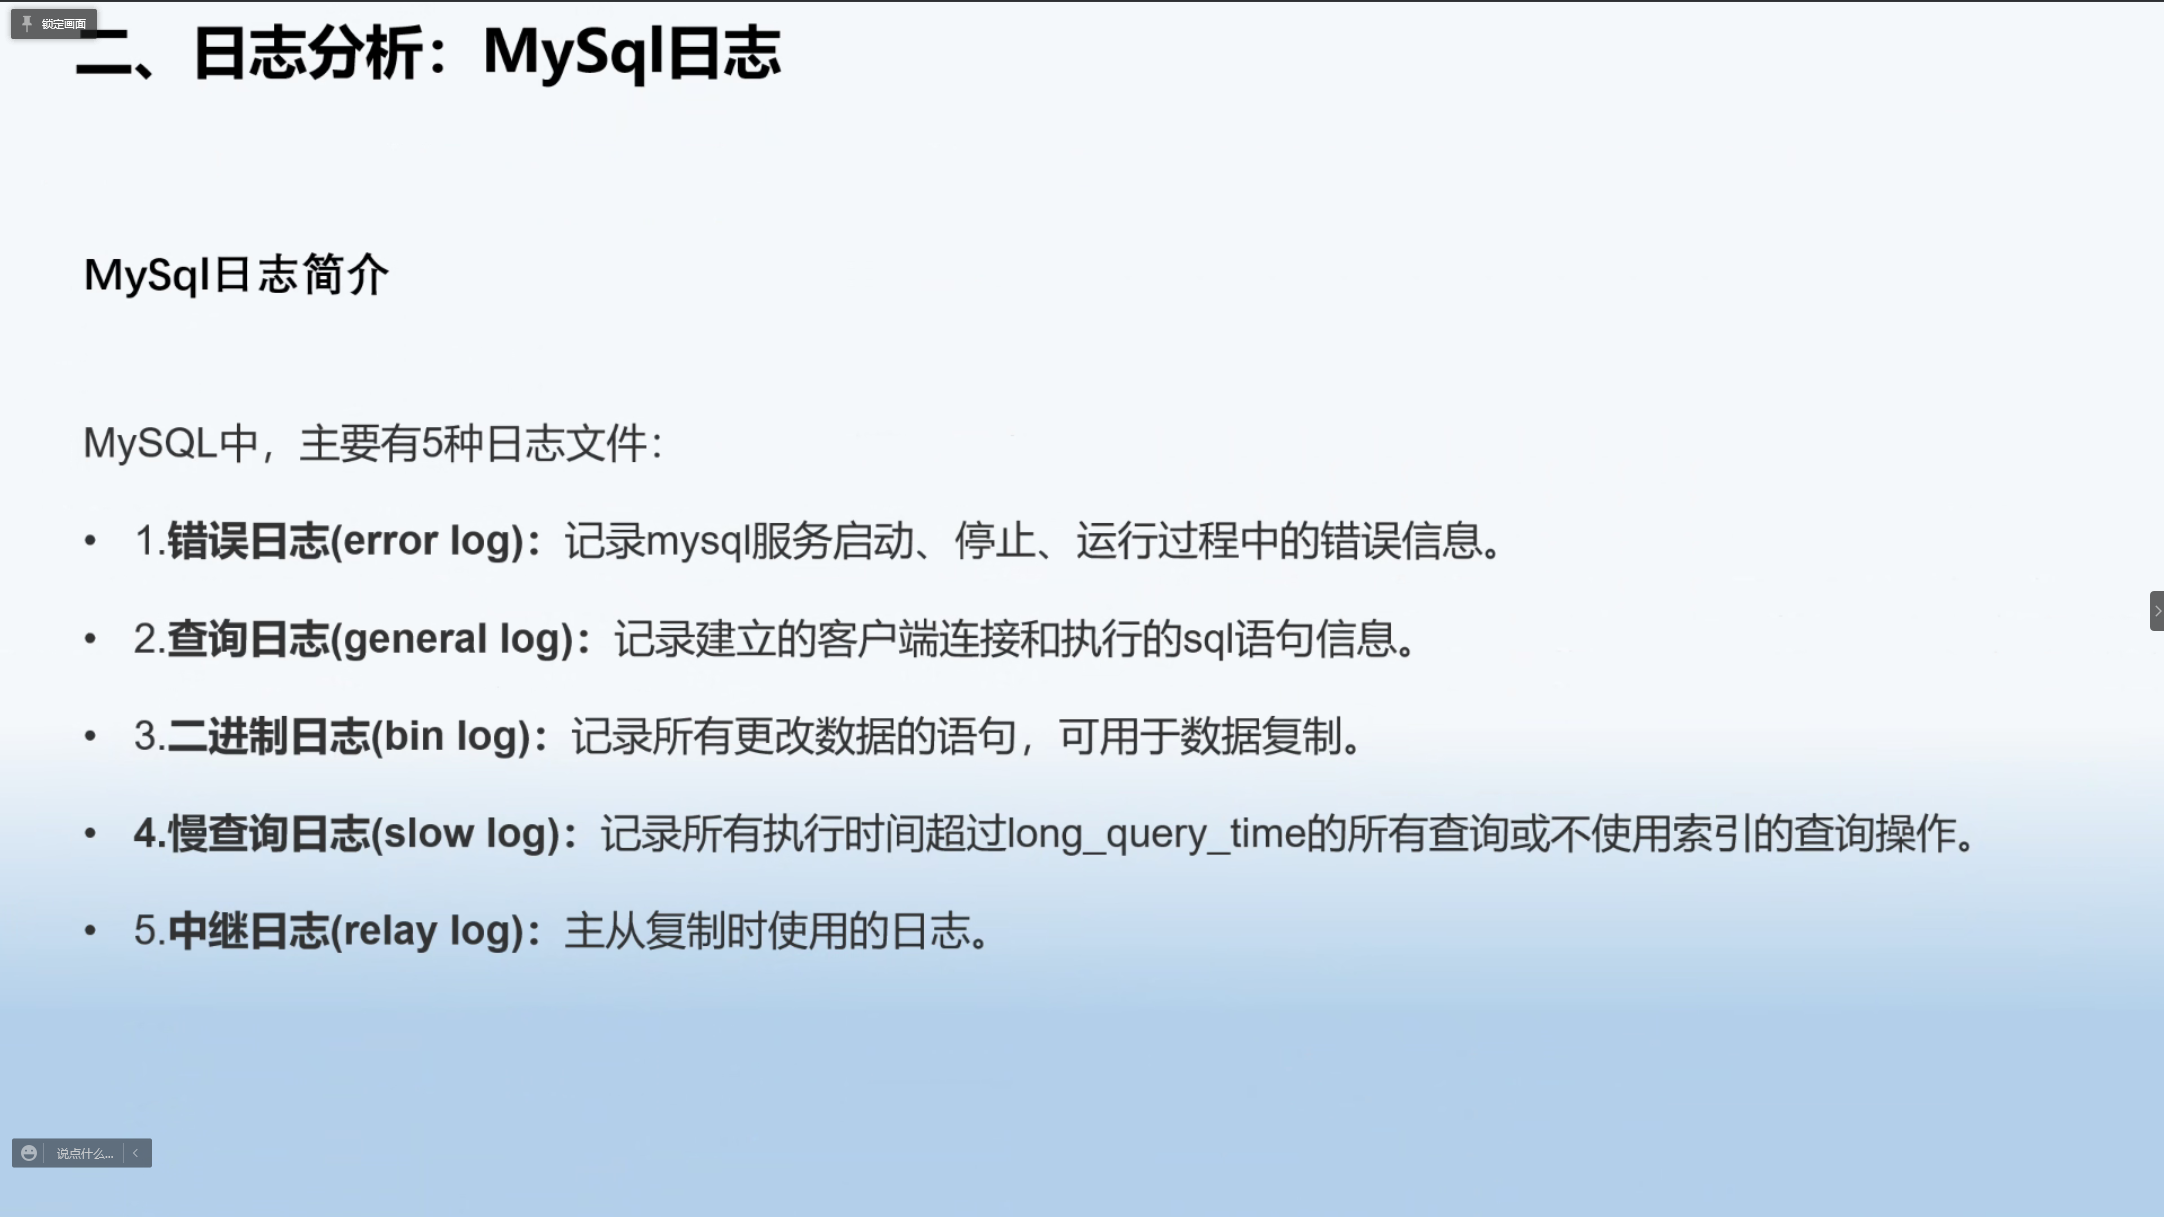 锁定画面
二、日志分析：MySql日志
MySql日志简介
MySQL中，主要有5种日志文件：
• 1.错误日志(error log)：记录mysql服务启动、停止、运行过程中的错误信息。
• 2.查询日志(general log)：记录建立的客户端连接和执行的sql语句信息。
• 3.二进制日志(bin log)：记录所有更改数据的语句，可用于数据复制。
• 4.慢查询日志(slow log)：记录所有执行时间超过long_query_time的所有查询或不使用索引的查询操作。
• 5.中继日志(relay log)：主从复制时使用的日志。
说点什么...